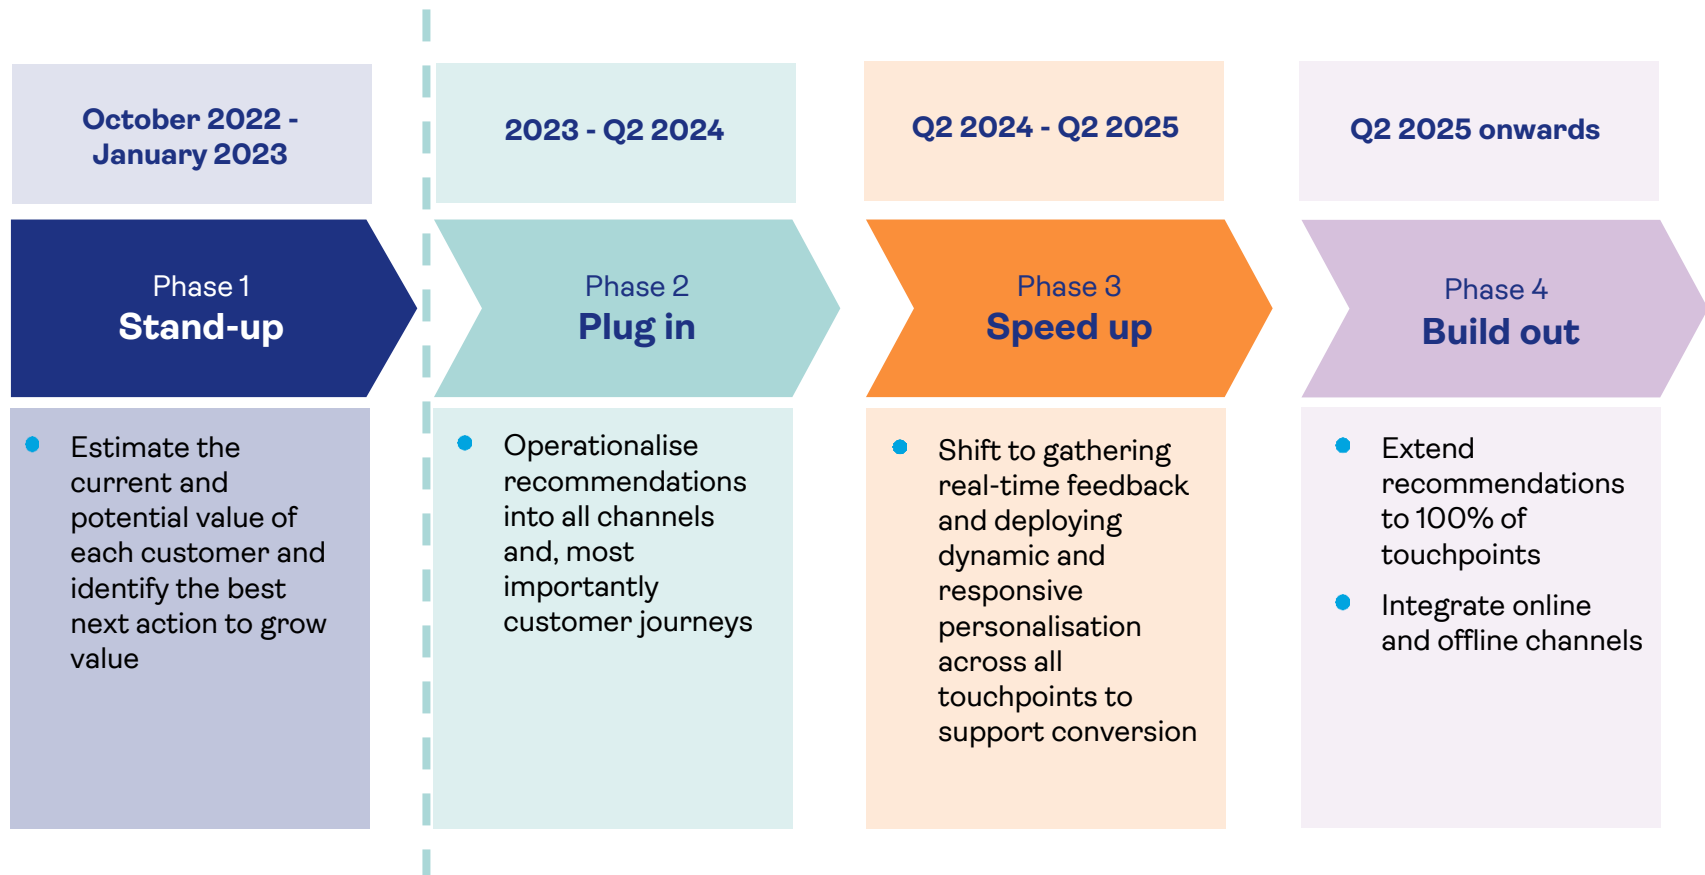 October 2022 -
January 2023
2023 - Q2 2024
Q2 2024 - Q2 2025
Q2 2025 onwards
Phase 1
Stand-up
Phase 2
Plug in
Phase 3
Speed up
Phase 4
Build out
Estimate the
current and
potential value of
each customer and
identify the best
next action to grow
value
Operationalise
recommendations
into all channels
and, most
importantly
customer journeys
Shift to gathering
real-time feedback
and deploying
dynamic and
responsive
personalisation
across all
touchpoints to
support conversion
Extend
recommendations
to 100% of
touchpoints
Integrate online
and offline channels